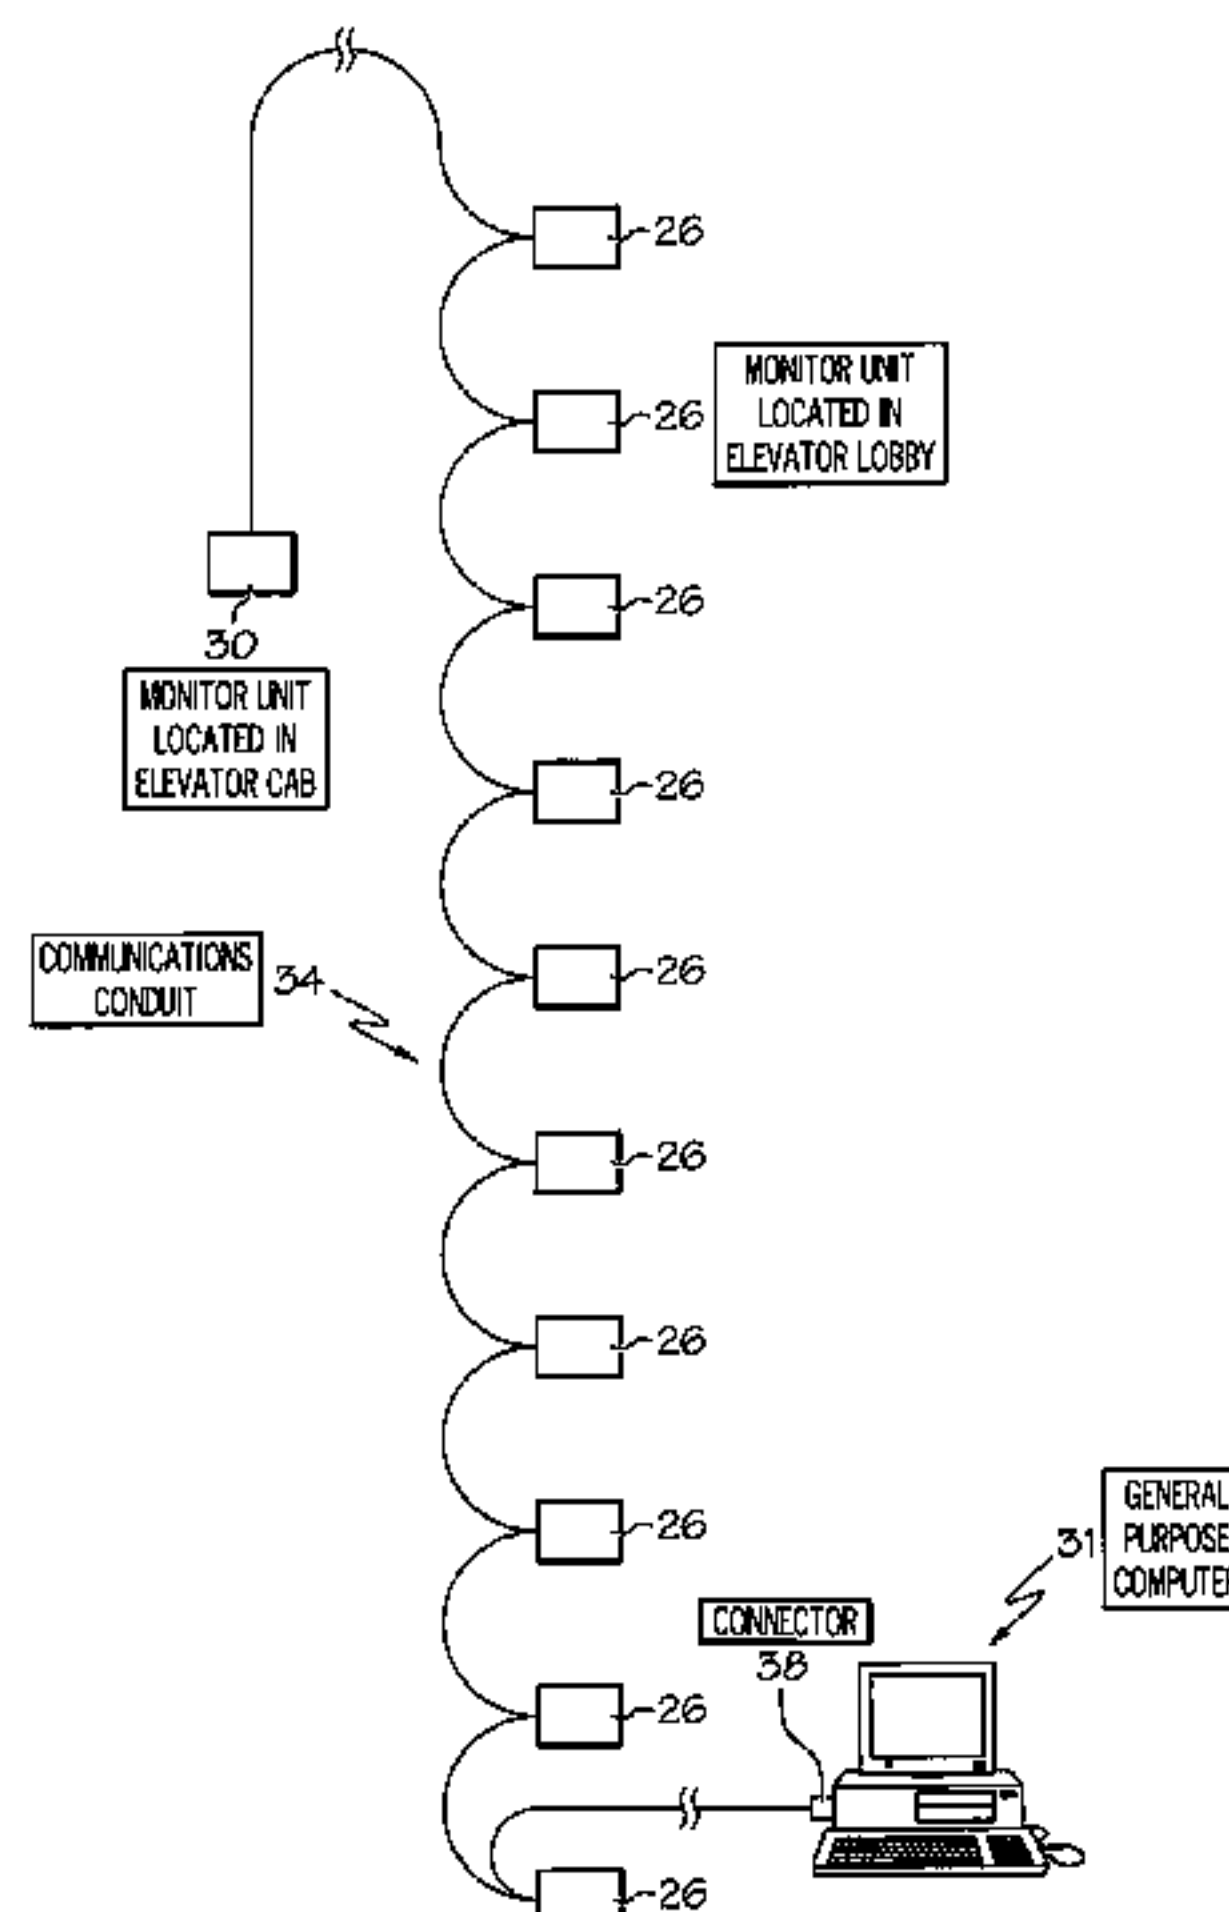 26
26
MONITOR UNIT
LOCATED IN
ELEVATOR LOBBY
26
30
MONITOR UNIT
LOCATED IN
ELEVATOR CAB
26
COMMUNICATIONS
CONDUIT
34
26
26
26
26
31
GENERAL
PURPOSE
COMPUTER
CONNECTOR
38
26
26